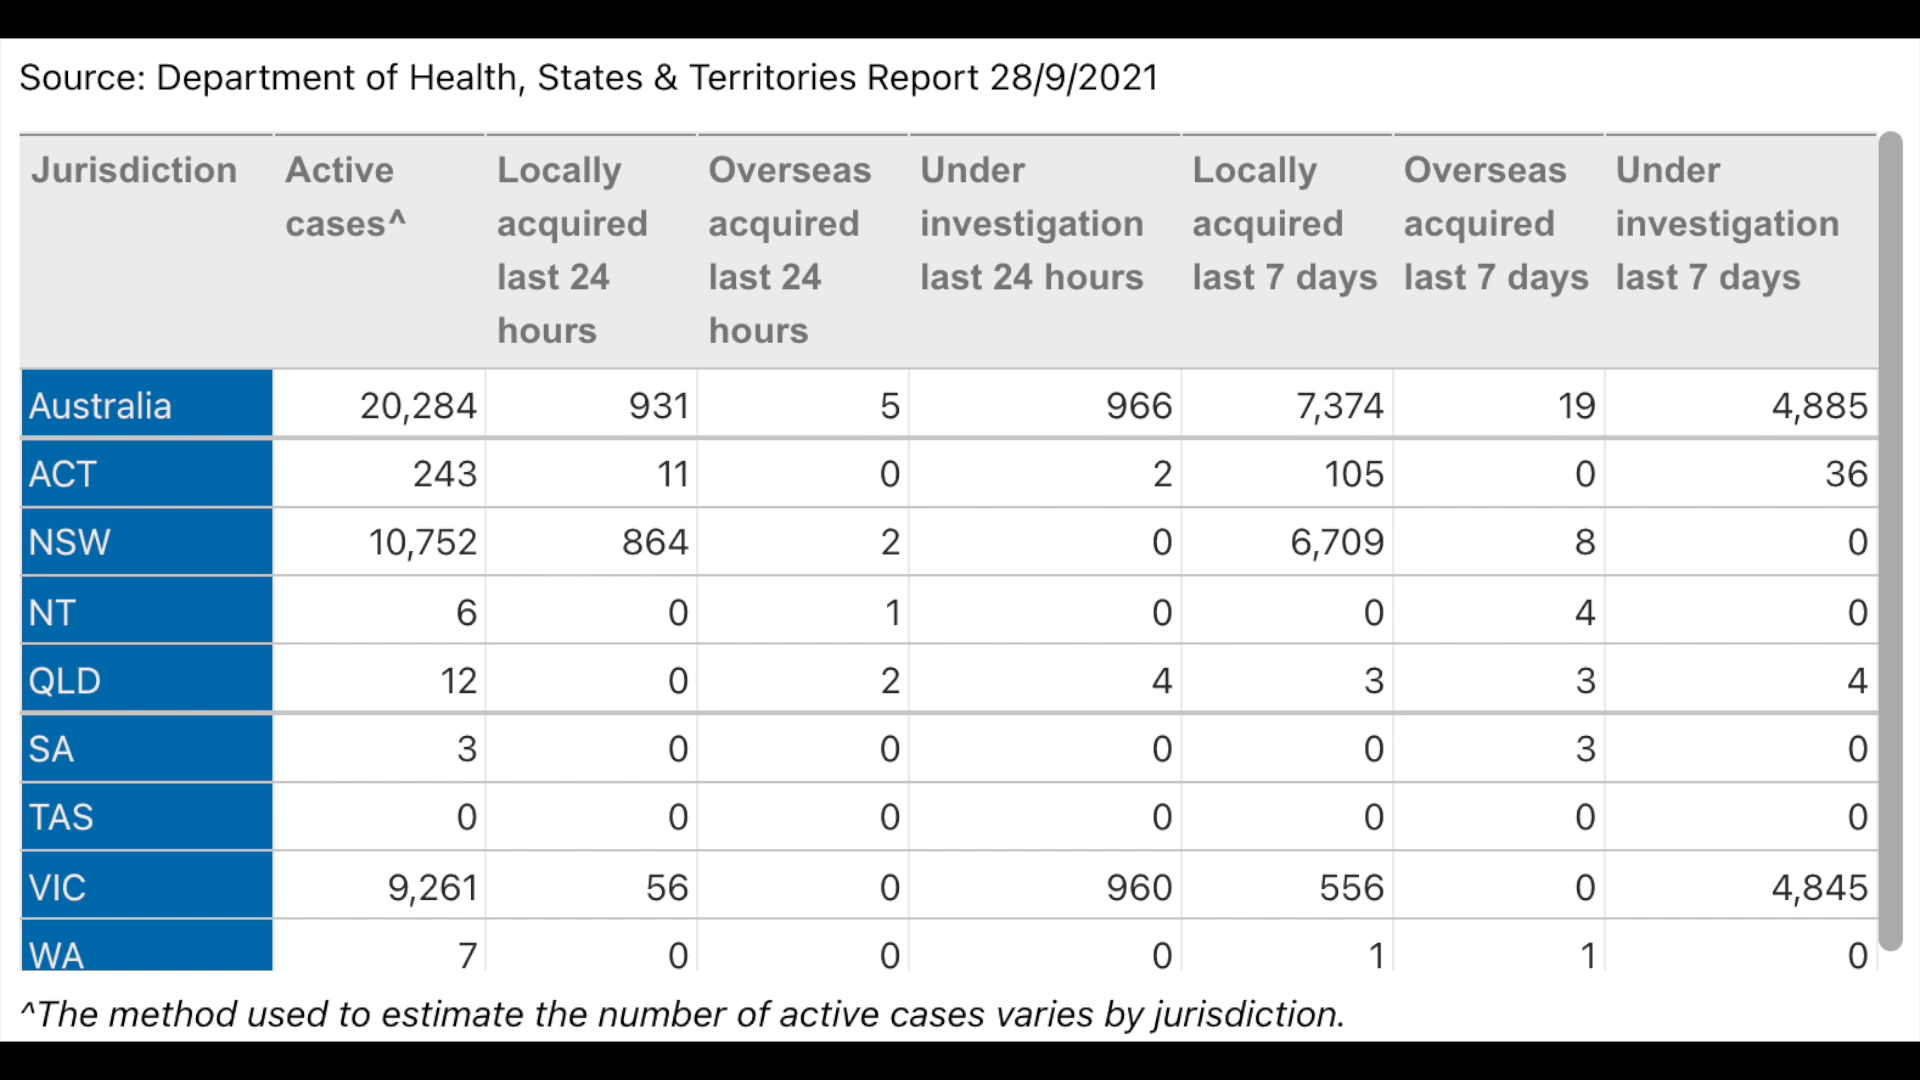 Source: Department of Health, States & Territories Report 28/9/2021
Jurisdiction Active cases^ Locally acquired last 24 hours Overseas acquired last 24 hours Under investigation last 24 hours Locally acquired last 7 days Overseas acquired last 7 days Under investigation last 7 days
Australia 20,284 931 5 966 7,374 19 4,885
ACT 243 11 0 2 105 0 36
NSW 10,752 864 2 0 6,709 8 0
NT 6 0 1 0 0 4 0
QLD 12 0 2 4 3 3 4
SA 3 0 0 0 0 3 0
TAS 0 0 0 0 0 0 0
VIC 9,261 56 0 960 556 0 4,845
WA 7 0 0 0 1 1 0
^The method used to estimate the number of active cases varies by jurisdiction.